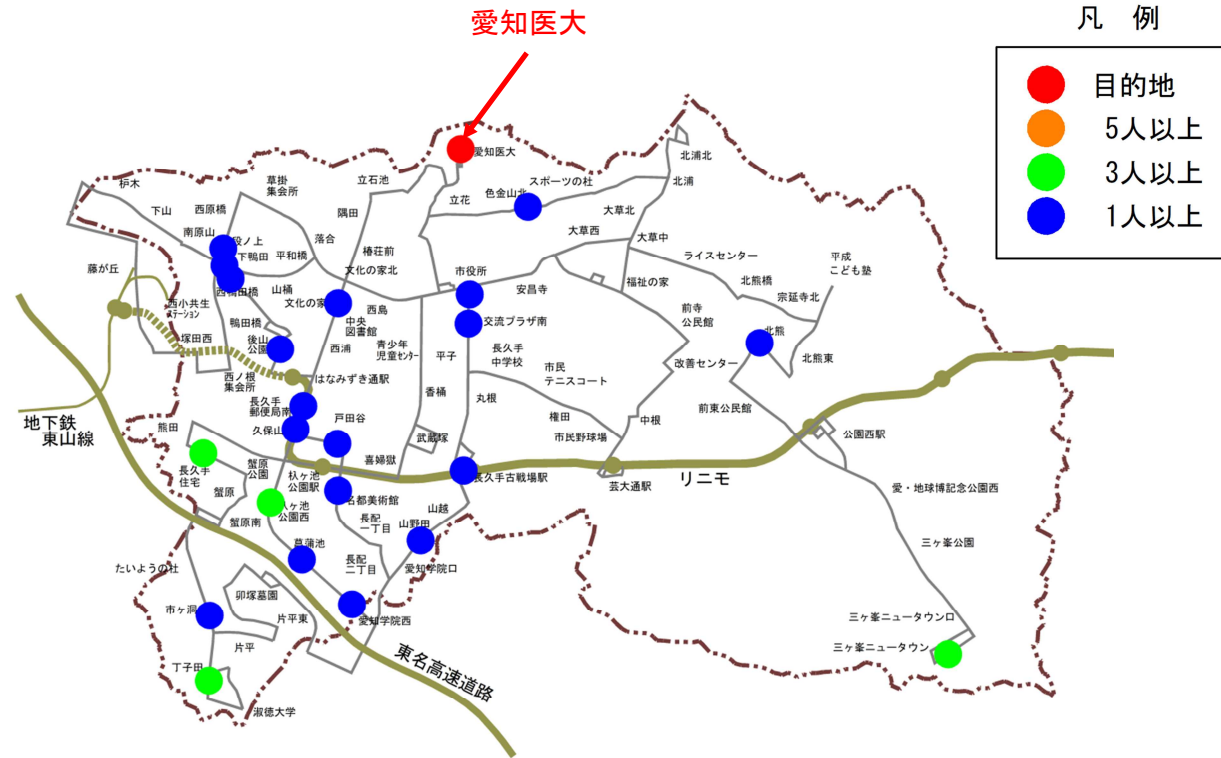 愛知医大
凡 例
目的地
5人以上
3人以上
1人以上
愛知医大
北浦北
北浦
スポーツの杜
色金山北
立花
立石池
草掛
集会所
栌木
下山
西原橋
南原山
段ノ上
下鴨田
平和橋
落合
隅田
椿荘前
文化の家北
大草北
大草西
大草中
ライスセンター
平成
こども塾
北熊橋
宗延寺北
藤が丘
西鴨田橋
山桶
文化の家
市役所
安昌寺
福祉の家
西小共生
ステーション
鴨田橋
後山
公園
西島
中央
図書館
西浦
交流プラザ南
前寺
公民館
北熊
北熊東
塚田西
青少年
児童センター
平子
長久手
中学校
市民
テニスコート
改善センター
西ノ根
集会所
はなみずき通駅
香桶
丸根
長久手
郵便局南
戸田谷
久保山
権田
中根
前東公民館
市民野球場
武蔵塚
公園西駅
地下鉄
東山線
熊田
長久手
住宅
蟹原
公園
杁ヶ池
公園駅
喜婦嶽
長久手古戦場駅
芸大通駅
リニモ
蟹原
杁ヶ池
公園西
名都美術館
愛・地球博記念公園西
蟹原南
長配
一丁目
山野田
山越
菖蒲池
三ヶ峯公園
たいようの杜
長配
二丁目
愛知学院口
卯塚墓園
市ヶ洞
片平東
愛知学院西
三ヶ峯ニュータウン口
片平
三ヶ峯ニュータウン
丁子田
東名高速道路
淑徳大学